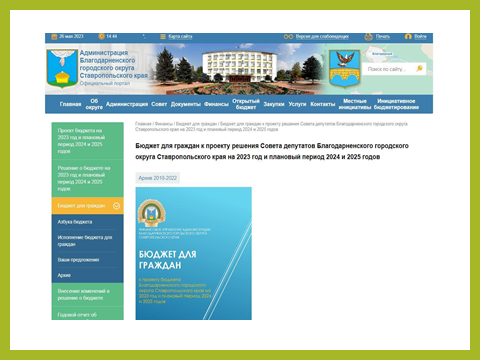 26 мая 2023
14:44
Карта сайта
Версия для слабовидящих
Печать
Войти
Администрация
Благодарненского
городского округа
Ставропольского края
Официальный портал
Поиск по сайту...
Главная
Об округа
Администрация
Совет
Документы
Финансы
Открытый бюджет
Закупки
Услуги
Контакты
Местные инициативы
Инициативное бюджетирование
Главная / Финансы / Бюджет для граждан / Бюджет для граждан к проекту решения Совета депутатов Благодарненского городского округа
Ставропольского края на 2023 год и плановый период 2024 и 2025 годов
Бюджет для граждан к проекту решения Совета депутатов Благодарненского городского
округа Ставропольского края на 2023 год и плановый период 2024 и 2025 годов
Архив 2018-2022
Проект бюджета на
2023 год и плановый
период 2024 и 2025
годов
Решение о бюджете на
2023 год и плановый
период 2024 и 2025
годов
Бюджет для граждан
Азбука бюджета
Исполнение бюджета для
граждан
Ваши предложения
Архив
Внесение изменений в
решение о бюджете
Годовой отчет об
БЮДЖЕТ ДЛЯ
ГРАЖДАН
к проекту бюджета
Благодарненского городского
округа Ставропольского края на
2023 год и плановый период 2024
и 2025 годов